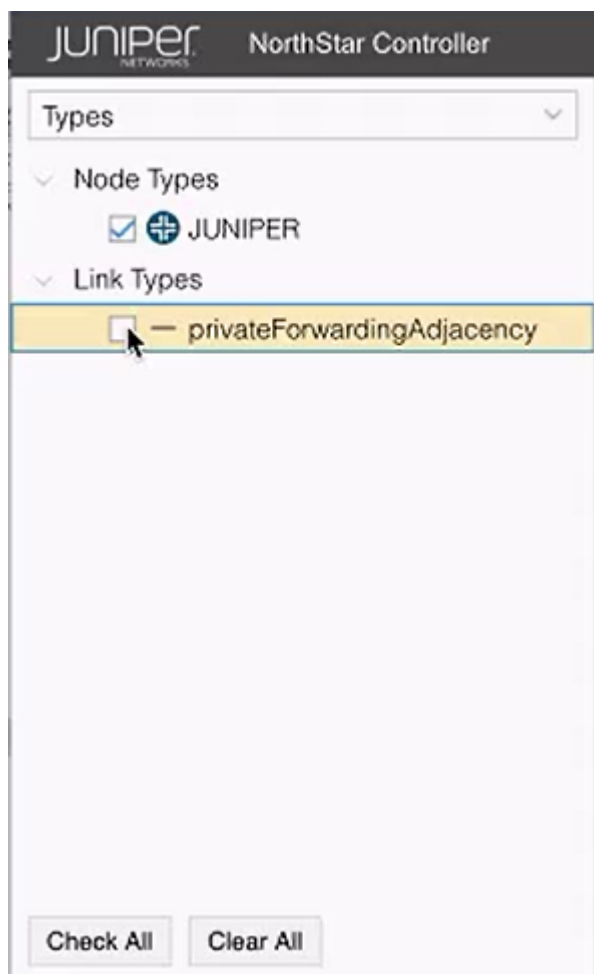 JUNIPER NETWORKS NorthStar Controller
Types
Node Types
JUNIPER
Link Types
privateForwardingAdjacency
Check All Clear All